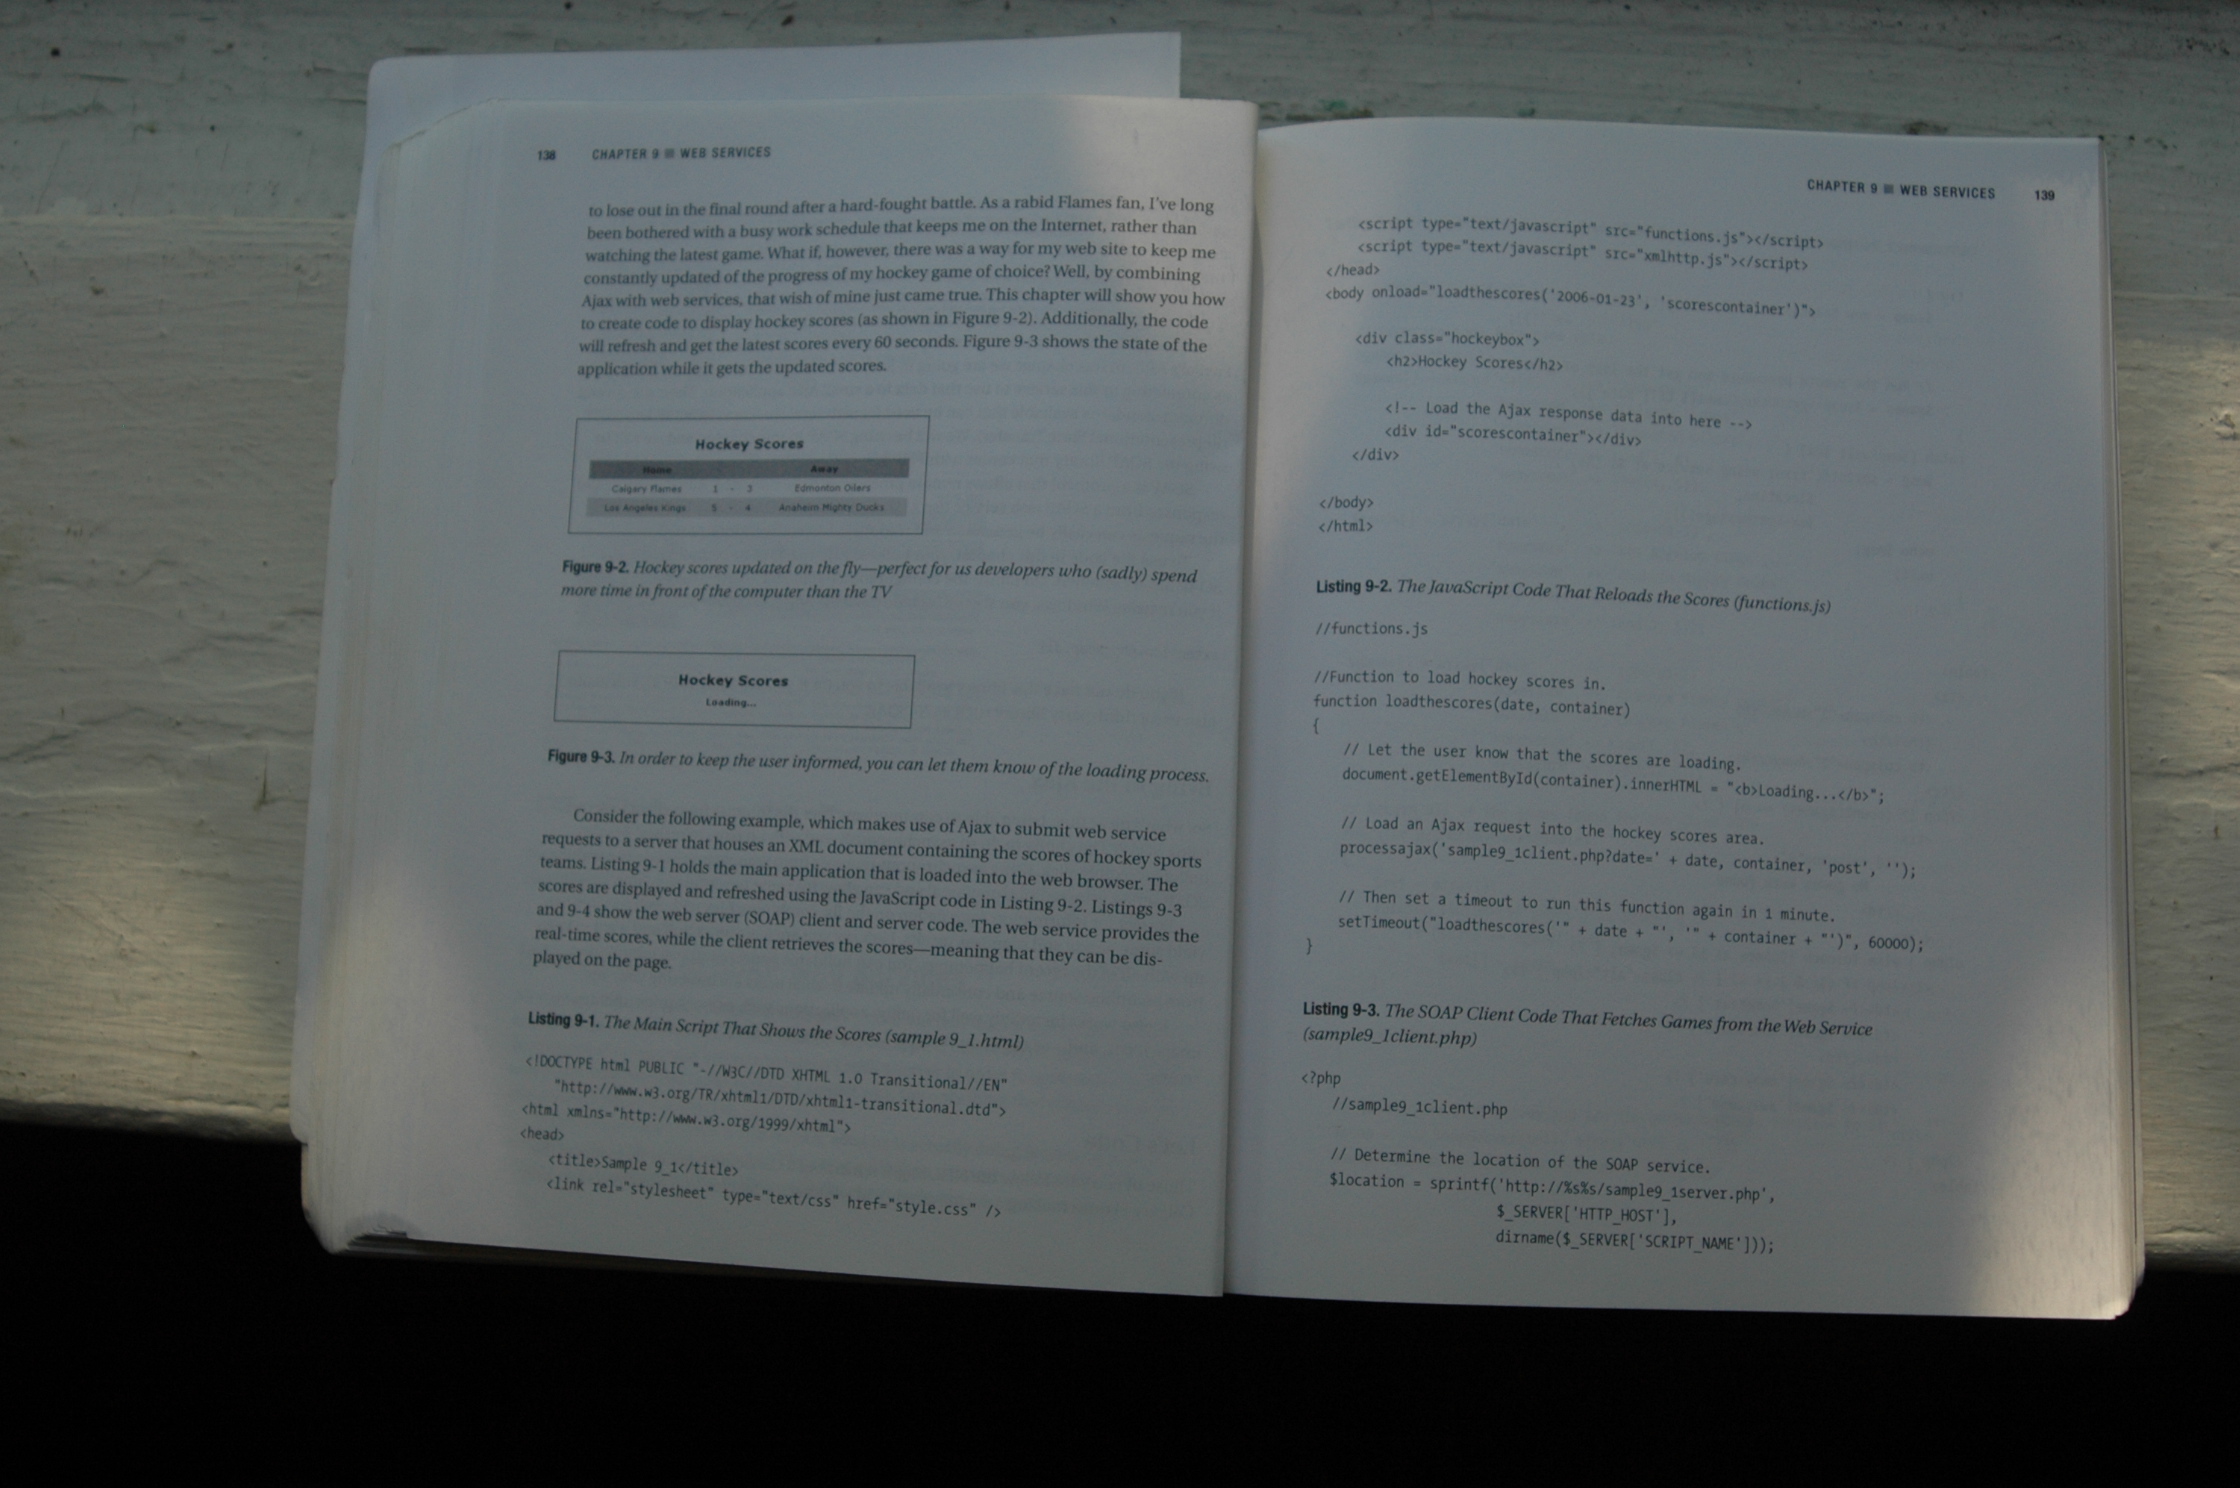 138 CHAPTER 9 ■ WEB SERVICES
to lose out in the final round after a hard-fought battle. As a rabid Flames fan, I've long
been bothered with a busy work schedule that keeps me on the Internet, rather than
watching the latest game. What if, however, there was a way for my web site to keep me
constantly updated of the progress of my hockey game of choice? Well, by combining
Ajax with web services, that wish of mine just came true. This chapter will show you how
to create code to display hockey scores (as shown in Figure 9-2). Additionally, the code
will refresh and get the latest scores every 60 seconds. Figure 9-3 shows the state of the
application while it gets the updated scores.
Hockey Scores
Home Away
Calgary Flames 1 - 3 Edmonton Oilers
Los Angeles Kings 5 - 4 Anaheim Mighty Ducks
Figure 9-2. Hockey scores updated on the fly—perfect for us developers who (sadly) spend
more time in front of the computer than the TV
Hockey Scores
Loading...
Figure 9-3. In order to keep the user informed, you can let them know of the loading process.
Consider the following example, which makes use of Ajax to submit web service
requests to a server that houses an XML document containing the scores of hockey sports
teams. Listing 9-1 holds the main application that is loaded into the web browser. The
scores are displayed and refreshed using the JavaScript code in Listing 9-2. Listings 9-3
and 9-4 show the web server (SOAP) client and server code. The web service provides the
real-time scores, while the client retrieves the scores—meaning that they can be dis-
played on the page.
Listing 9-1. The Main Script That Shows the Scores (sample 9_1.html)
<!DOCTYPE html PUBLIC "-//W3C//DTD XHTML 1.0 Transitional//EN"
"http://www.w3.org/TR/xhtml1/DTD/xhtml1-transitional.dtd">
<html xmlns="http://www.w3.org/1999/xhtml">
<head>
<title>Sample 9_1</title>
<link rel="stylesheet" type="text/css" href="style.css" />
CHAPTER 9 ■ WEB SERVICES 139
<script type="text/javascript" src="functions.js"></script>
<script type="text/javascript" src="xmlhttp.js"></script>
</head>
<body onload="loadthescores('2006-01-23', 'scorescontainer')">
<div class="hockeybox">
<h2>Hockey Scores</h2>
<!-- Load the Ajax response data into here -->
<div id="scorescontainer"></div>
</div>
</body>
</html>
Listing 9-2. The JavaScript Code That Reloads the Scores (functions.js)
//functions.js
//Function to load hockey scores in.
function loadthescores(date, container)
{
// Let the user know that the scores are loading.
document.getElementById(container).innerHTML = "<b>Loading...</b>";
// Load an Ajax request into the hockey scores area.
processajax('sample9_1client.php?date=' + date, container, 'post', '');
// Then set a timeout to run this function again in 1 minute.
setTimeout("loadthescores('" + date + "', '" + container + "')", 60000);
}
Listing 9-3. The SOAP Client Code That Fetches Games from the Web Service
(sample9_1client.php)
<?php
//sample9_1client.php
// Determine the location of the SOAP service.
$location = sprintf('http://%s%s/sample9_1server.php',
$_SERVER['HTTP_HOST'],
dirname($_SERVER['SCRIPT_NAME']));